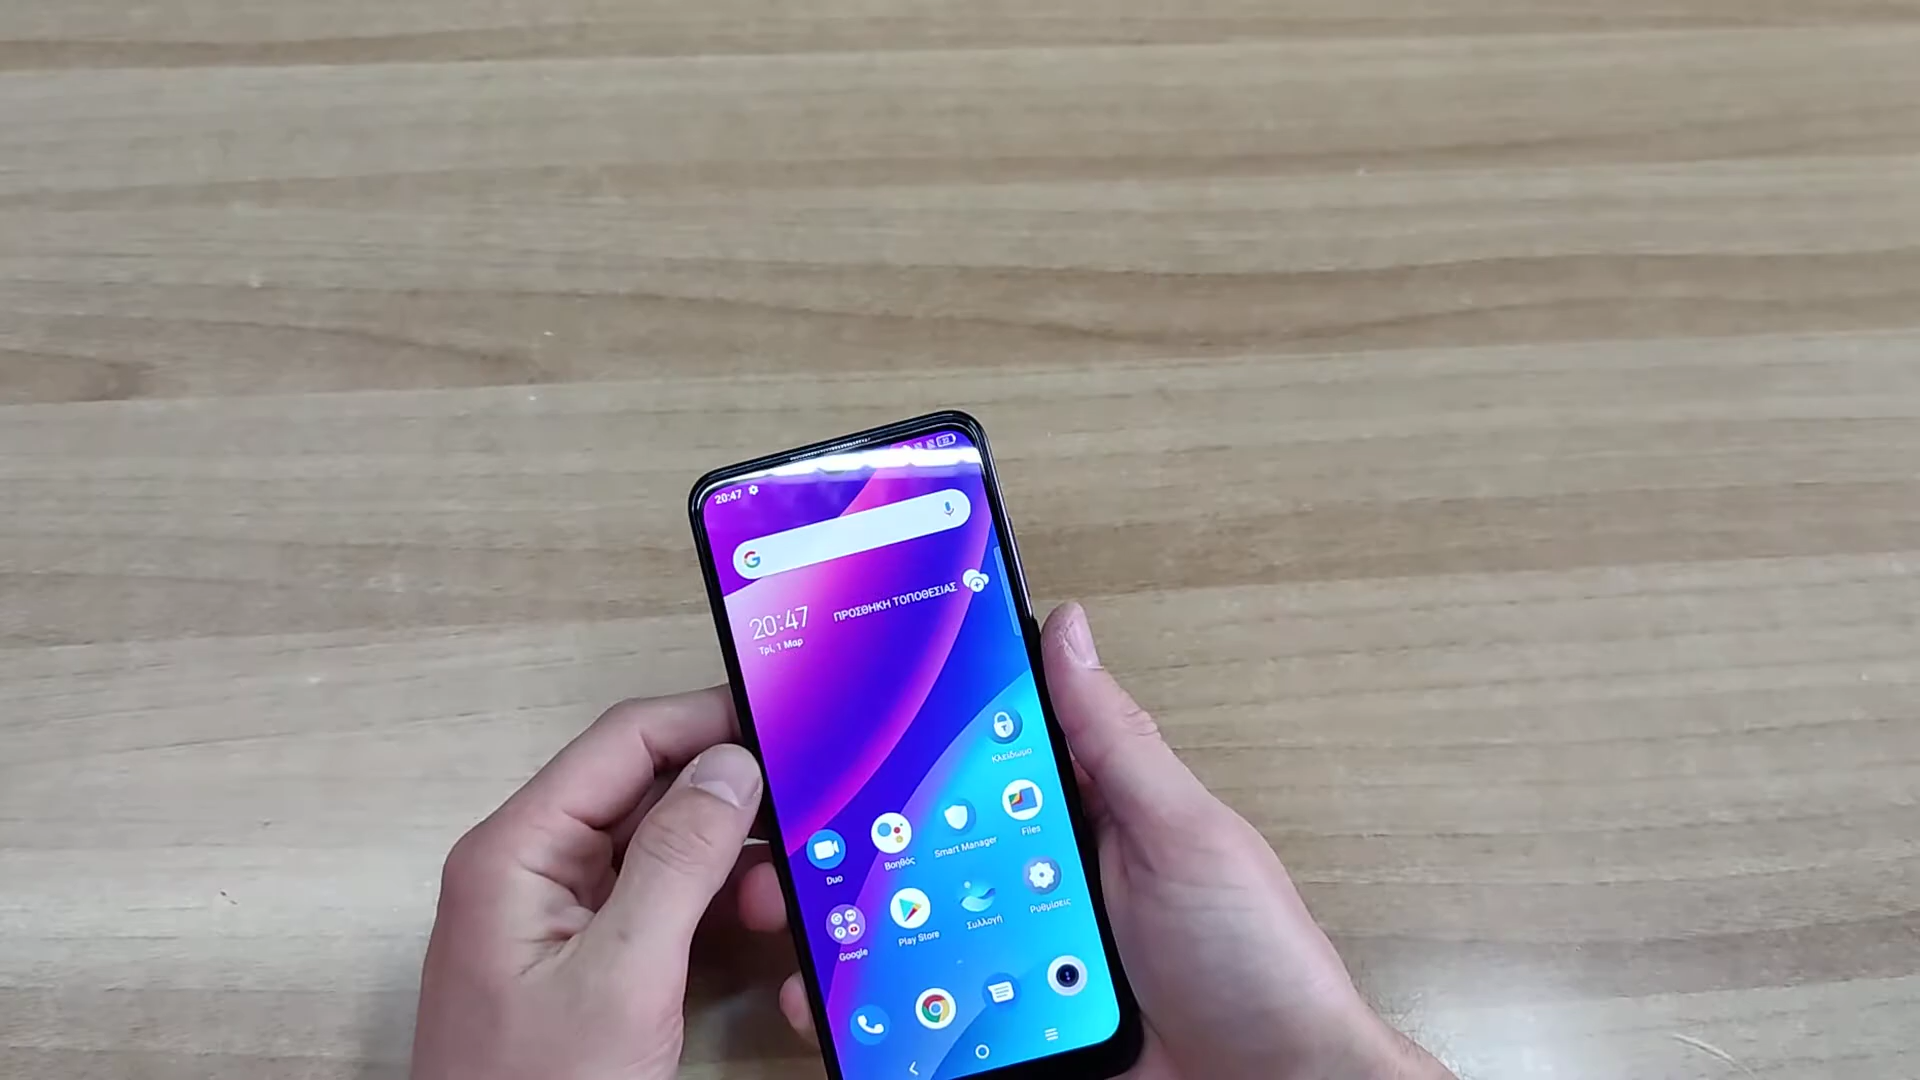 20:47
20:47
ΠΡΟΣΘΗΚΗ ΤΟΠΟΘΕΣΙΑΣ
Τρί, 1 Μαρ
Κλείδωμα
Duo
Βοηθός
Smart Manager
Files
Google
Play Store
Συλλογή
Ρυθμίσεις